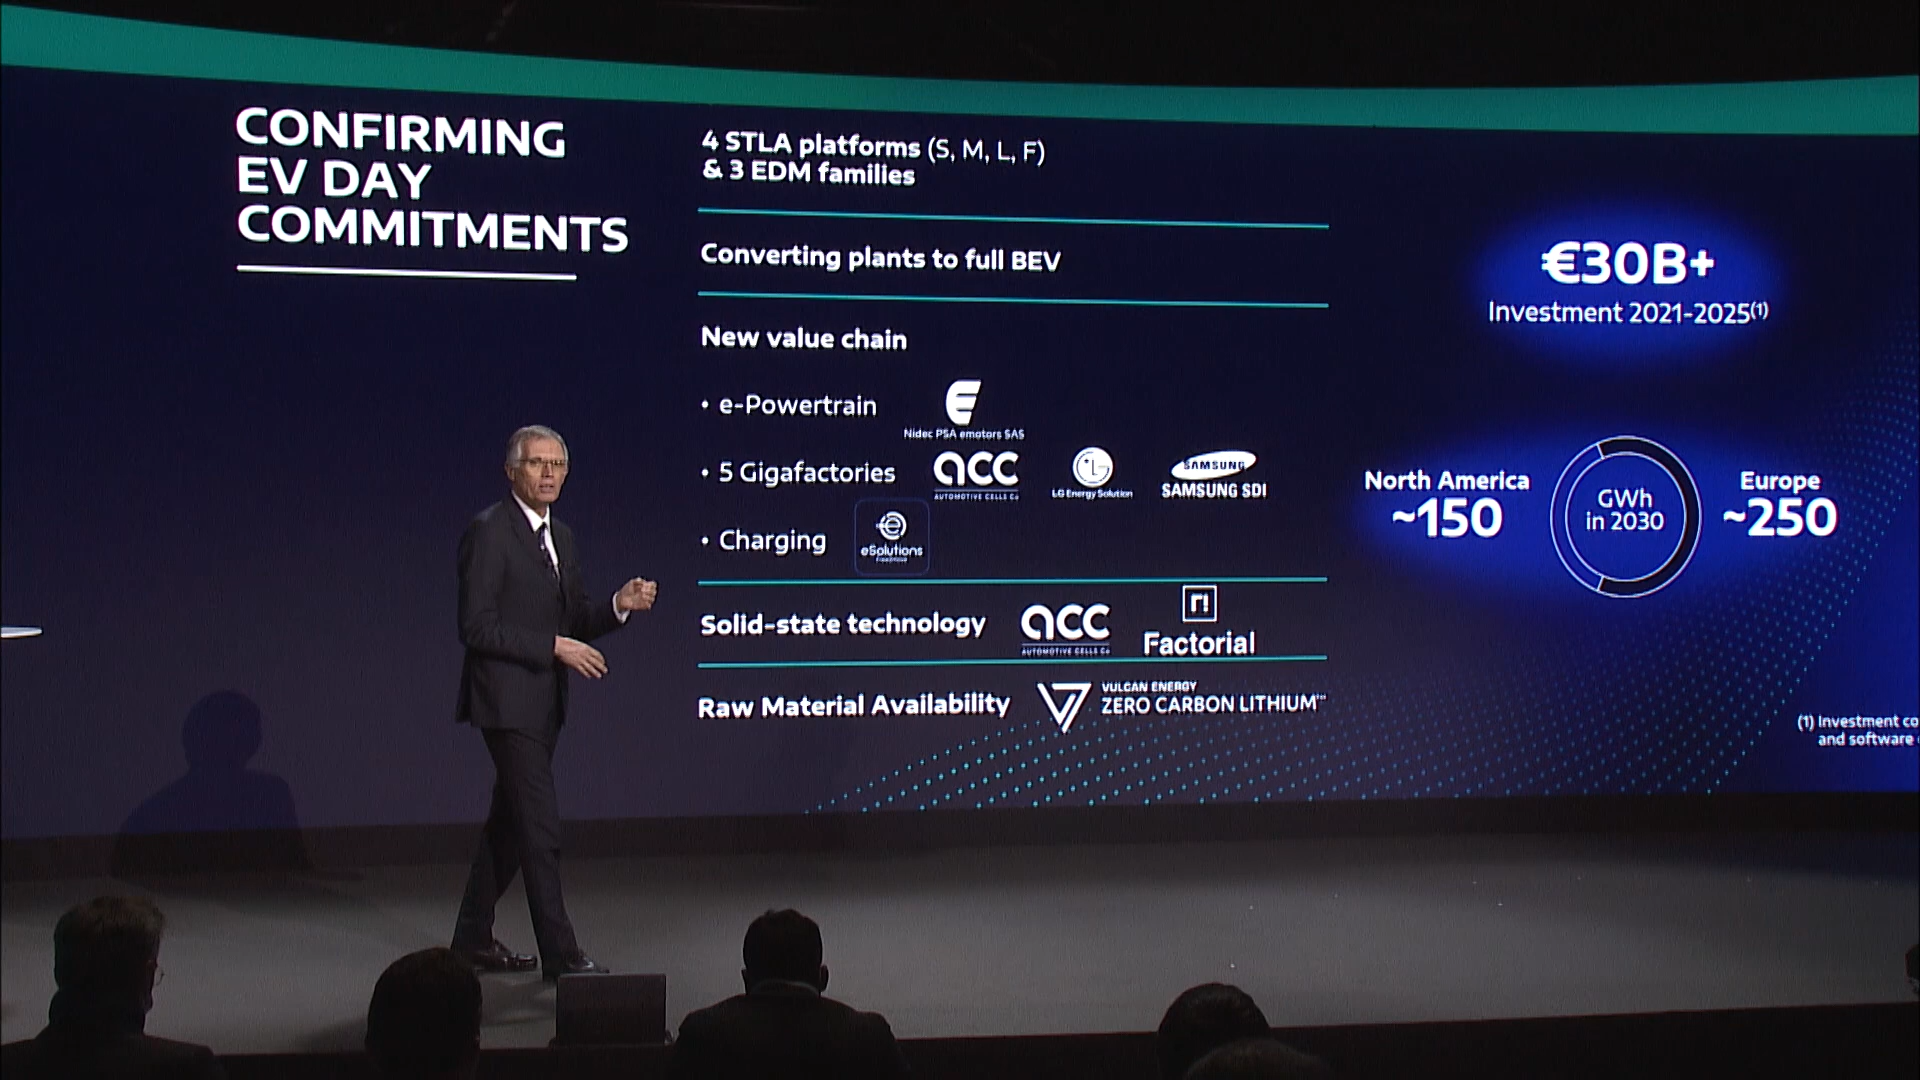 CONFIRMING
EV DAY
COMMITMENTS
4 STLA platforms (S, M, L, F)
& 3 EDM families
Converting plants to full BEV
New value chain
• e-Powertrain
Nidec PSA emotors SAS
• 5 Gigafactories
acc
AUTOMOTIVE CELLS Co
LG Energy Solution
SAMSUNG
SAMSUNG SDI
• Charging
eSolutions
Solid-state technology
acc
AUTOMOTIVE CELLS Co
Factorial
Raw Material Availability
VULCAN ENERGY
ZERO CARBON LITHIUM™
€30B+
Investment 2021-2025(1)
North America
~150
GWh
in 2030
Europe
~250
(1) Investment co
and software